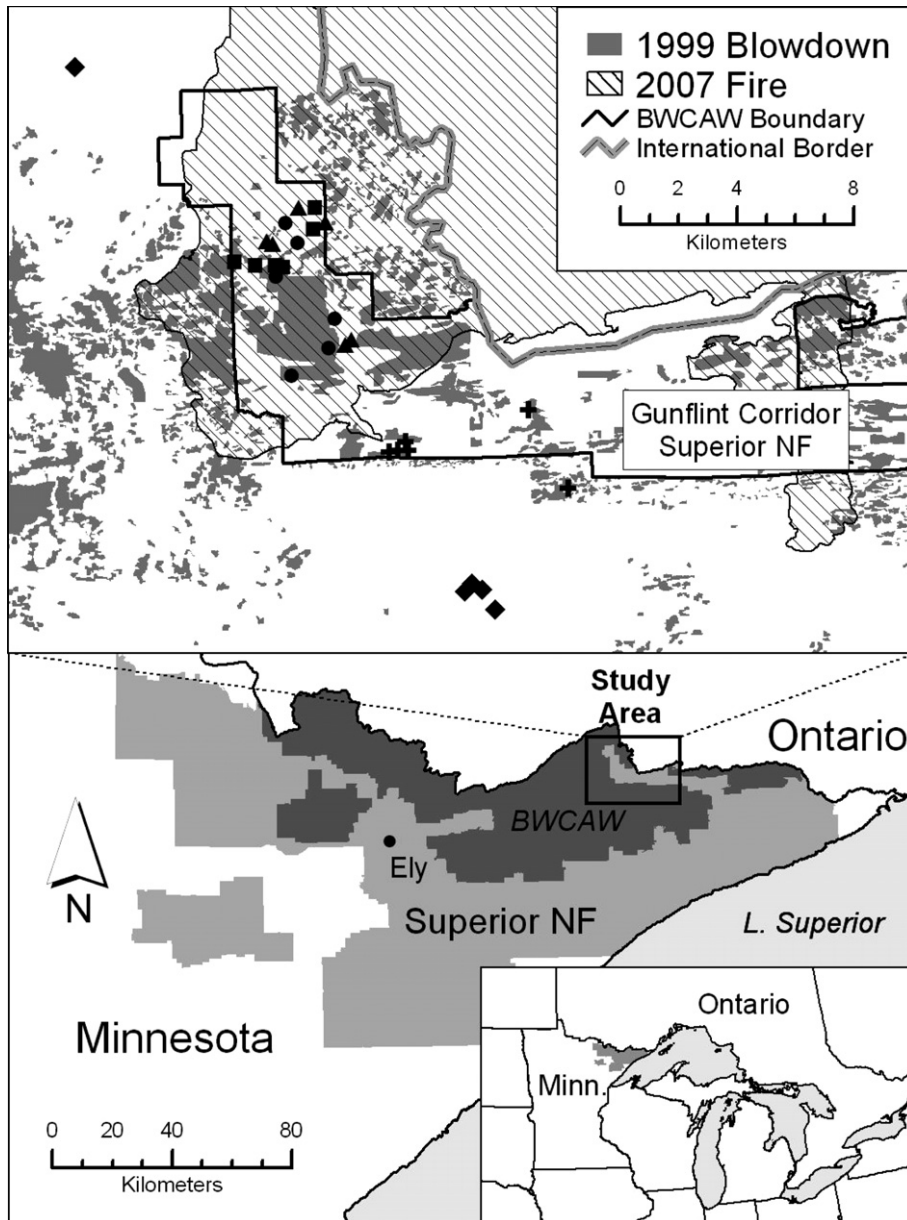 1999 Blowdown
2007 Fire
BWCAW Boundary
International Border
0 2 4 8
Kilometers
Gunflint Corridor
Superior NF
Study
Area
Ontario
BWCAW
Ely
N
Superior NF
L. Superior
Minnesota
0 20 40 80
Kilometers
Ontario
Minn.